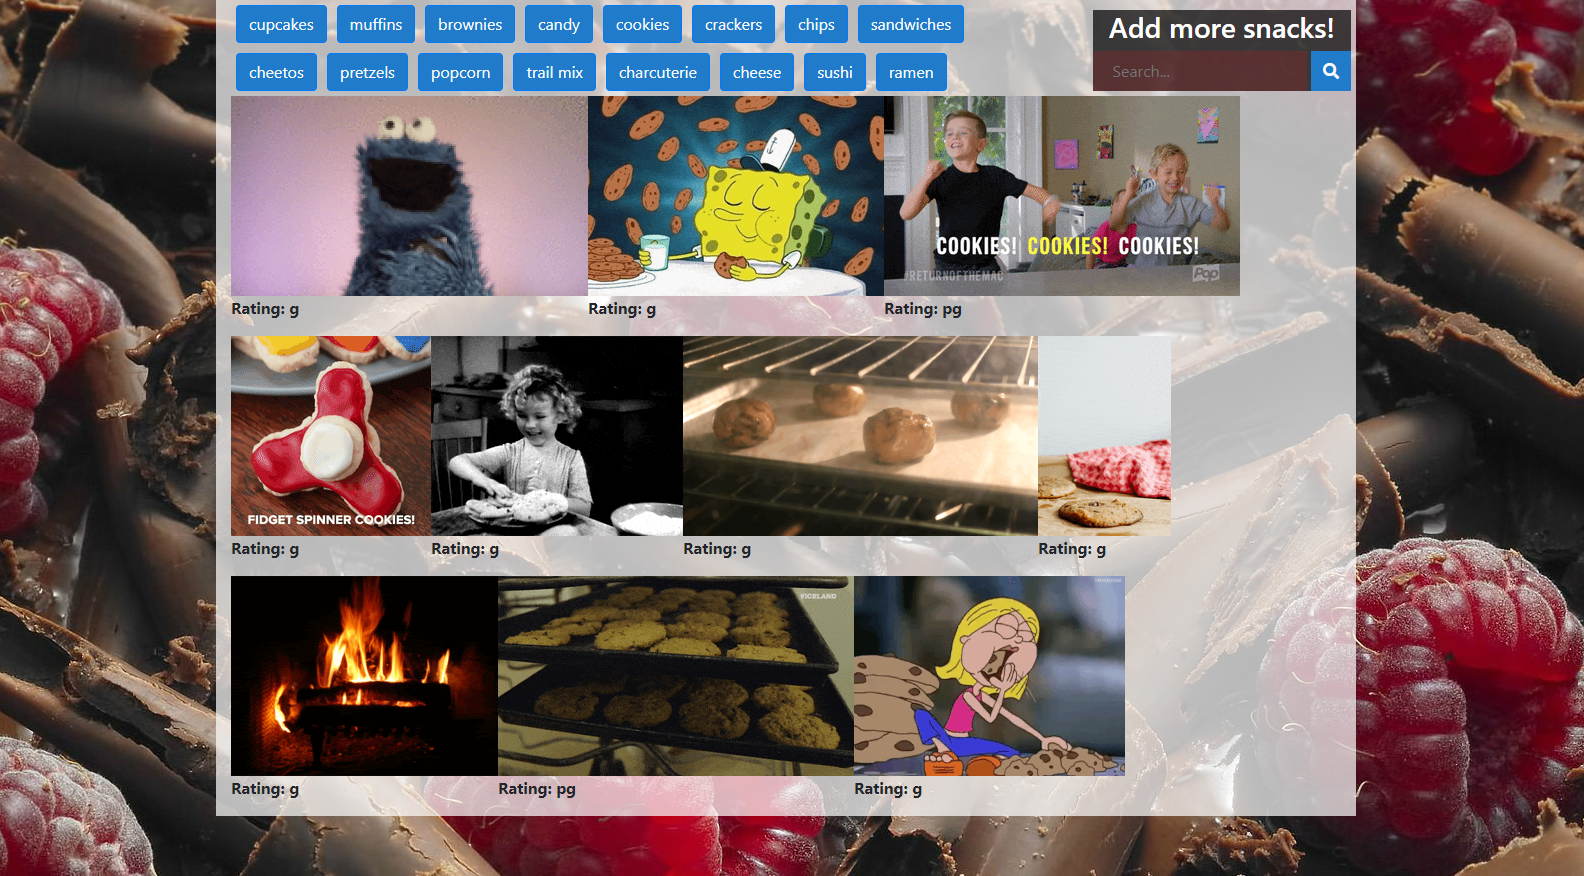 cupcakes muffins brownies candy cookies crackers chips sandwiches
cheetos pretzels popcorn trail mix charcuterie cheese sushi ramen
Add more snacks!
Search...
COOKIES! COOKIES! COOKIES!
#RETURNOFTHEMAC
Pop
Rating: g
Rating: g
Rating: pg
FIDGET SPINNER COOKIES!
Rating: g
Rating: g
Rating: g
Rating: g
VICELAND
Rating: g
Rating: pg
Rating: g